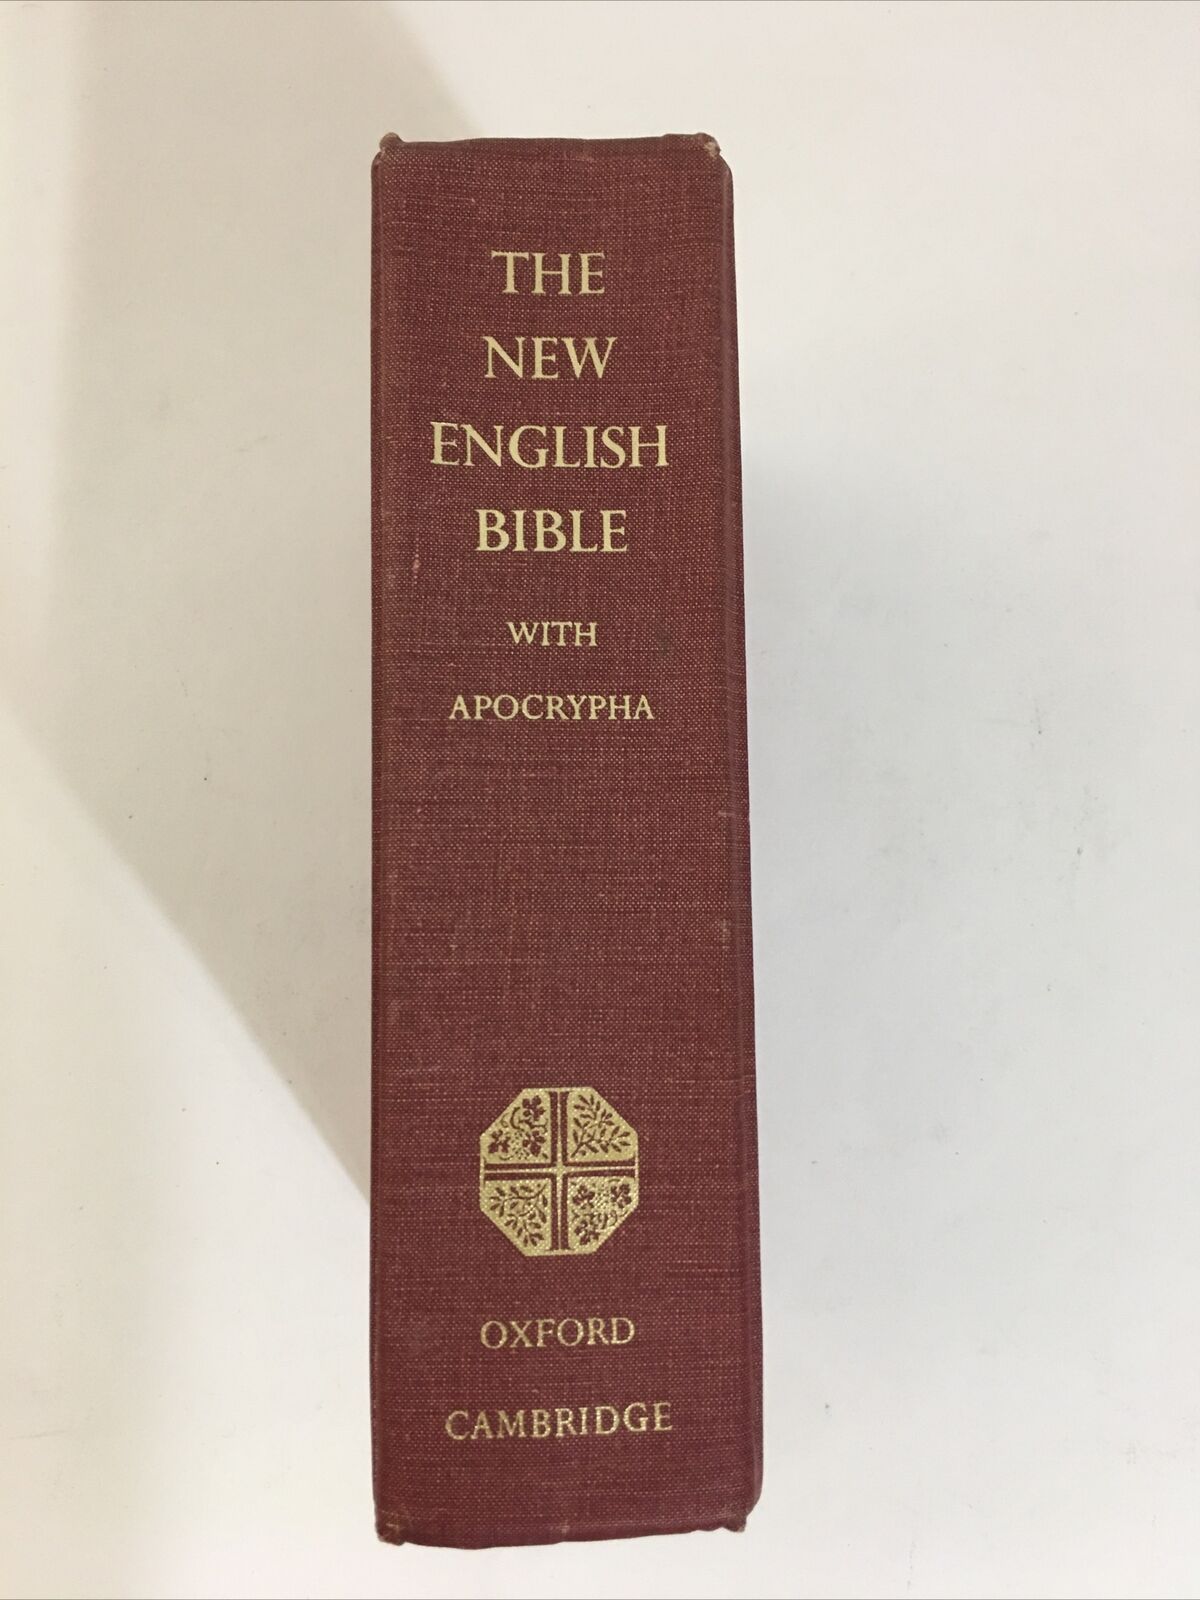 THE
NEW
ENGLISH
BIBLE
WITH
APOCRYPHA
OXFORD
CAMBRIDGE